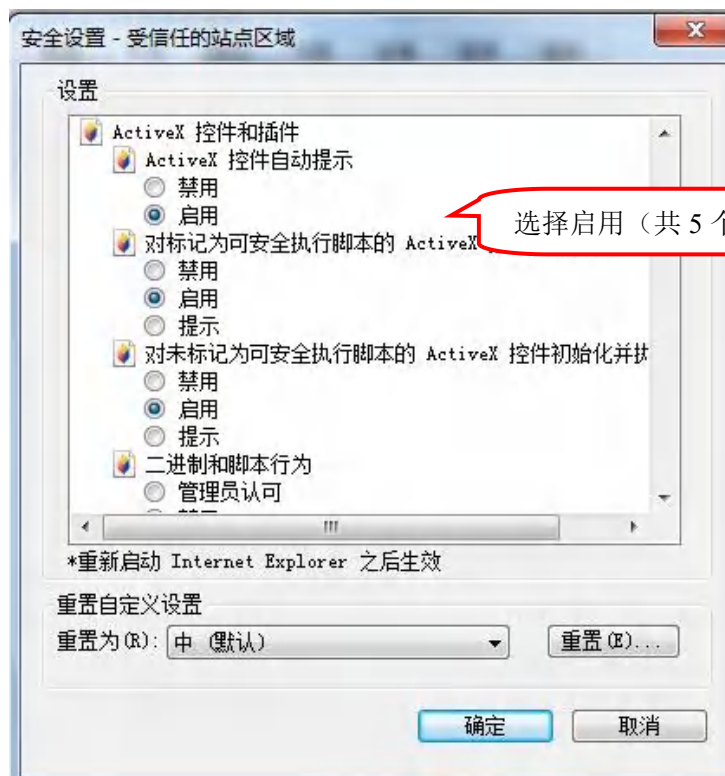 安全设置 - 受信任的站点区域
设置
ActiveX 控件和插件
ActiveX 控件自动提示
禁用
启用
选择启用（共 5 个
对标记为可安全执行脚本的 ActiveX
禁用
启用
提示
对未标记为可安全执行脚本的 ActiveX 控件初始化并执
禁用
启用
提示
二进制和脚本行为
管理员认可
*重新启动 Internet Explorer 之后生效
重置自定义设置
重置为(R): 中 (默认) 重置(E)...
确定 取消